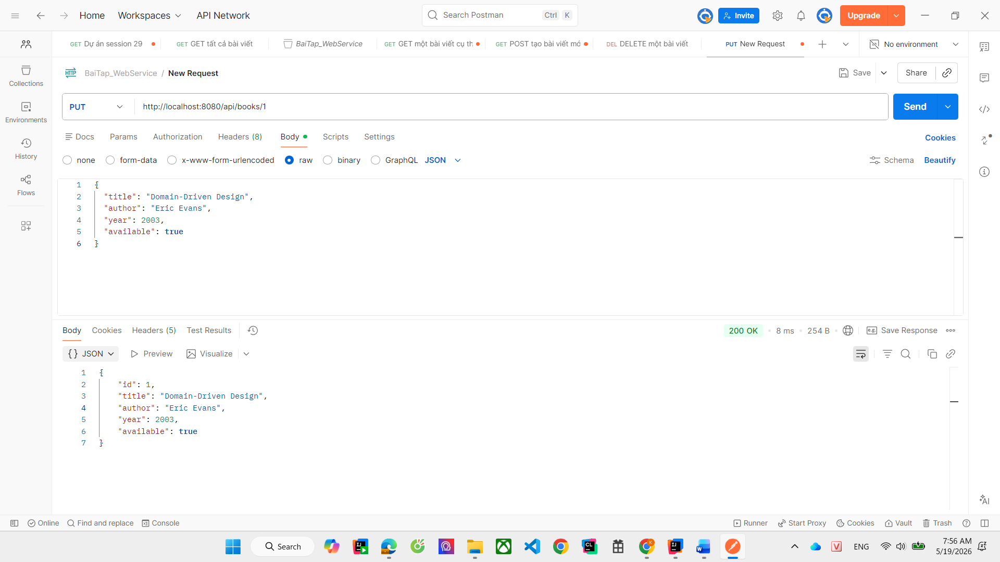 Home Workspaces API Network Search Postman Ctrl K Invite Upgrade
GET Dự án session 29 GET GET tất cả bài viết BaiTap_WebService GET GET một bài viết cụ th GET POST tạo bài viết mó DEL DELETE một bài viết PUT New Request No environment
HTTP BaiTap_WebService / New Request Save Share
Collections
PUT http://localhost:8080/api/books/1 Send
Environments
Docs Params Authorization Headers (8) Body Scripts Settings Cookies
History
none form-data x-www-form-urlencoded raw binary GraphQL JSON Schema Beautify
Flows
1 {
2 "title": "Domain-Driven Design",
3 "author": "Eric Evans",
4 "year": 2003,
5 "available": true
6 }
Body Cookies Headers (5) Test Results 200 OK 8 ms 254 B e.g. Save Response
{} JSON Preview Visualize
1 {
2 "id": 1,
3 "title": "Domain-Driven Design",
4 "author": "Eric Evans",
5 "year": 2003,
6 "available": true
7 }
AI
Online Find and replace Console Runner Start Proxy Cookies Vault Trash
Search ENG 7:56 AM
5/19/2026